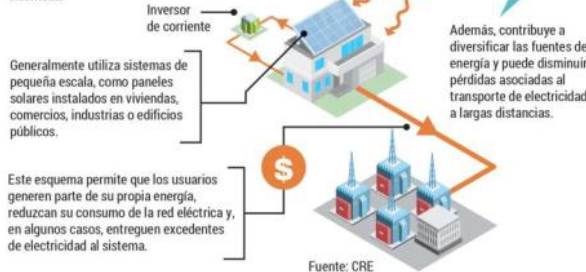 Inversor
de corriente
Generalmente utiliza sistemas de
pequeña escala, como paneles
solares instalados en viviendas,
comercios, industrias o edificios
públicos.
Además, contribuye a
diversificar las fuentes de
energía y puede disminuir
pérdidas asociadas al
transporte de electricidad
a largas distancias.
$
Este esquema permite que los usuarios
generen parte de su propia energía,
reduzcan su consumo de la red eléctrica y,
en algunos casos, entreguen excedentes
de electricidad al sistema.
Fuente: CRE